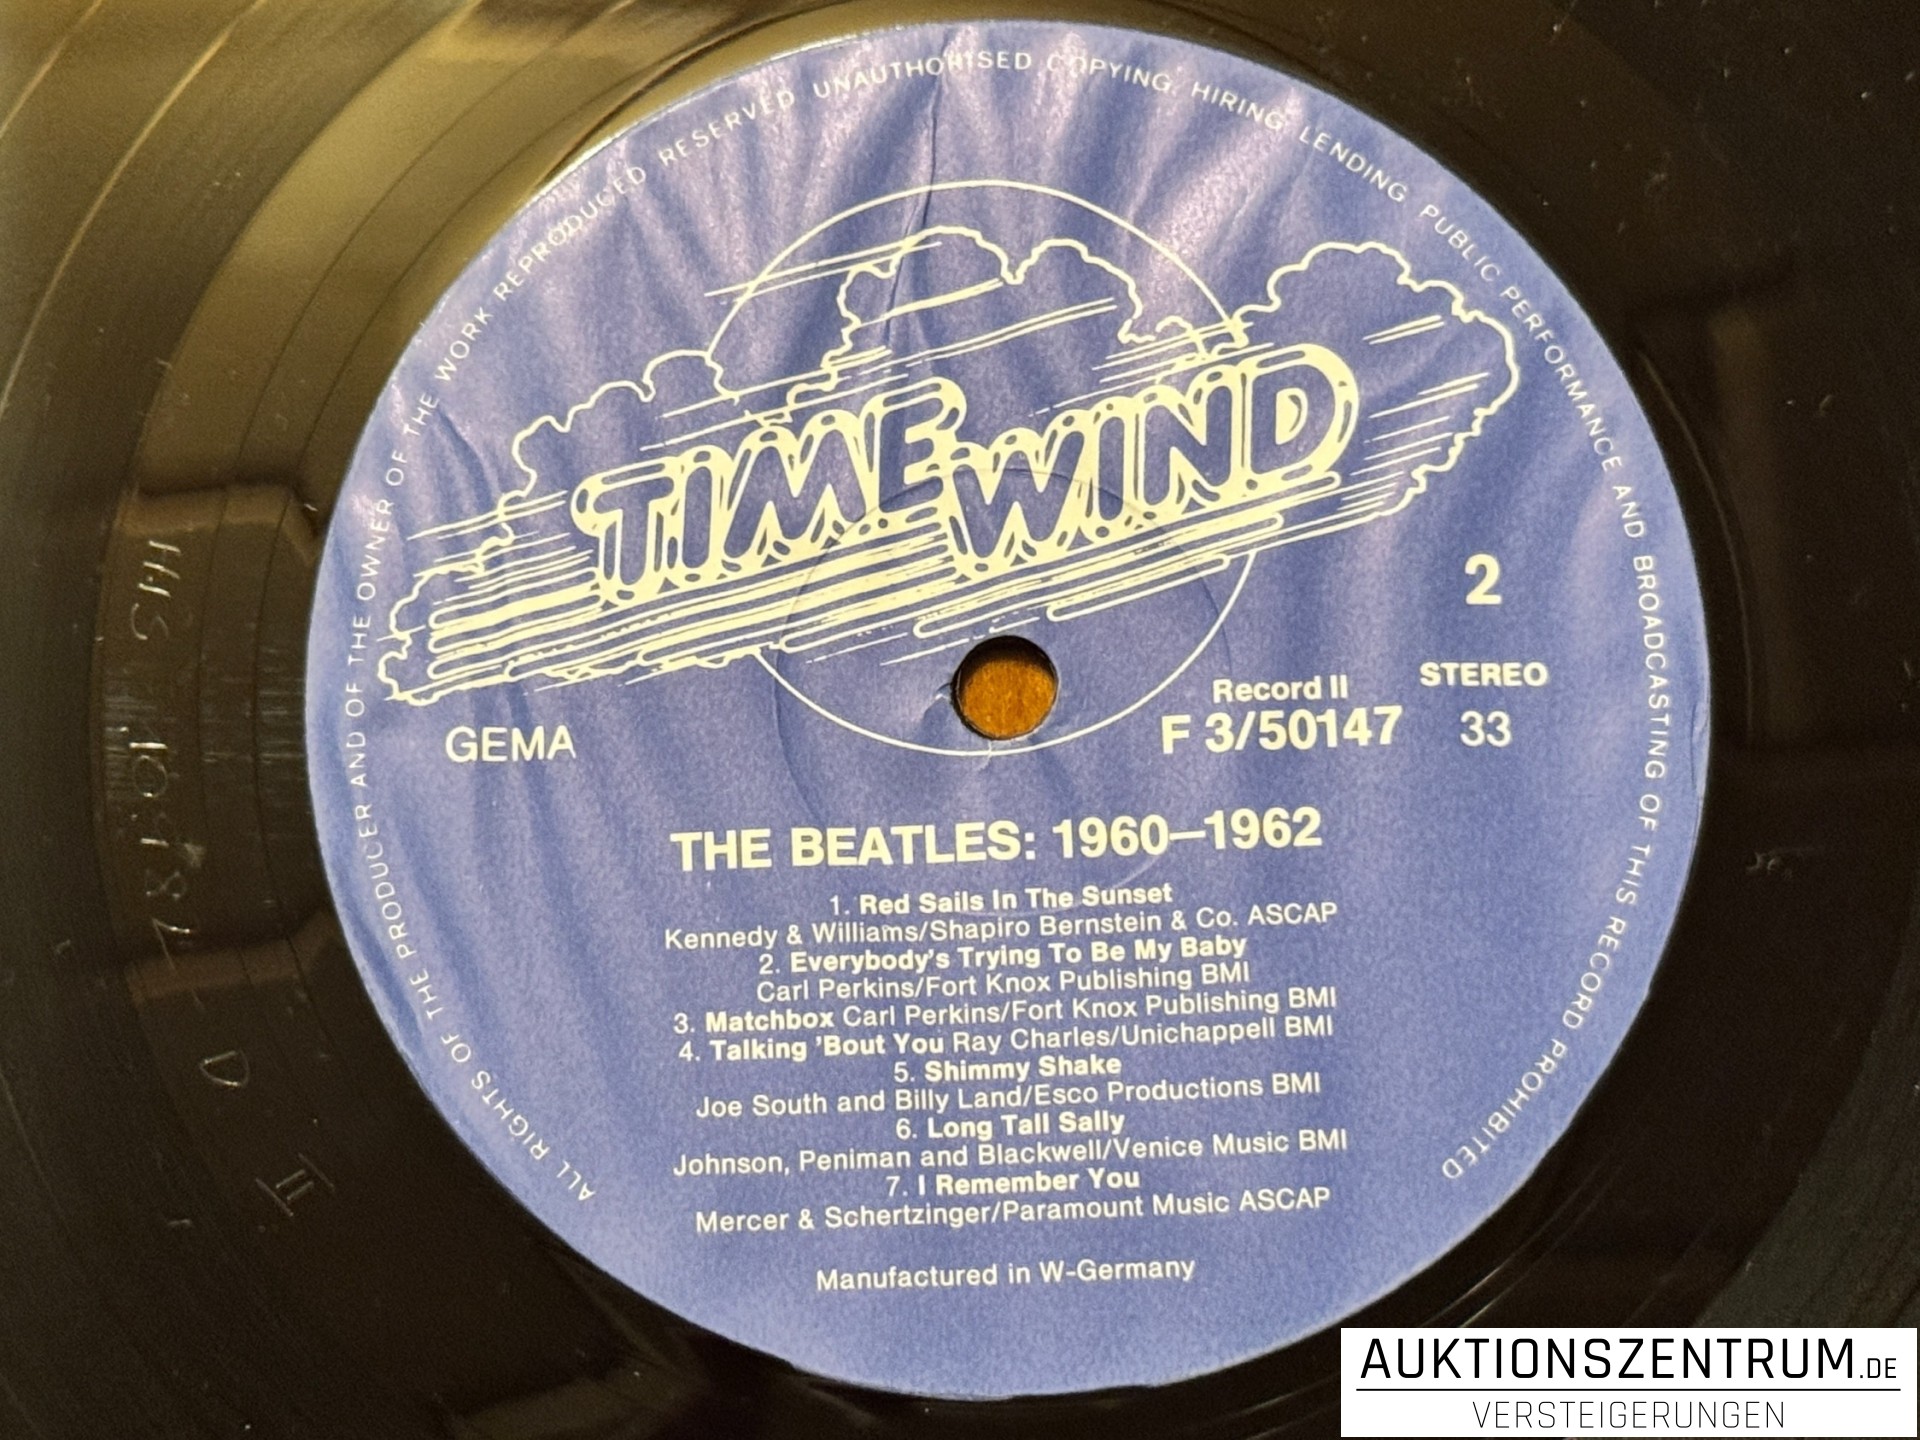 ALL RIGHTS OF THE PRODUCER AND OF THE OWNER OF THE WORK REPRODUCED RESERVED UNAUTHORISED COPYING HIRING LENDING PUBLIC PERFORMANCE AND BROADCASTING OF THIS RECORD PROHIBITED
TIMEWIND
2
STEREO
33
Record II
F 3/50147
GEMA
THE BEATLES: 1960–1962
1. Red Sails In The Sunset
Kennedy & Williams/Shapiro Bernstein & Co. ASCAP
2. Everybody's Trying To Be My Baby
Carl Perkins/Fort Knox Publishing BMI
3. Matchbox Carl Perkins/Fort Knox Publishing BMI
4. Talking 'Bout You Ray Charles/Unichappell BMI
5. Shimmy Shake
Joe South and Billy Land/Esco Productions BMI
6. Long Tall Sally
Johnson, Peniman and Blackwell/Venice Music BMI
7. I Remember You
Mercer & Schertzinger/Paramount Music ASCAP
Manufactured in W-Germany
AUKTIONSZENTRUM.DE
VERSTEIGERUNGEN